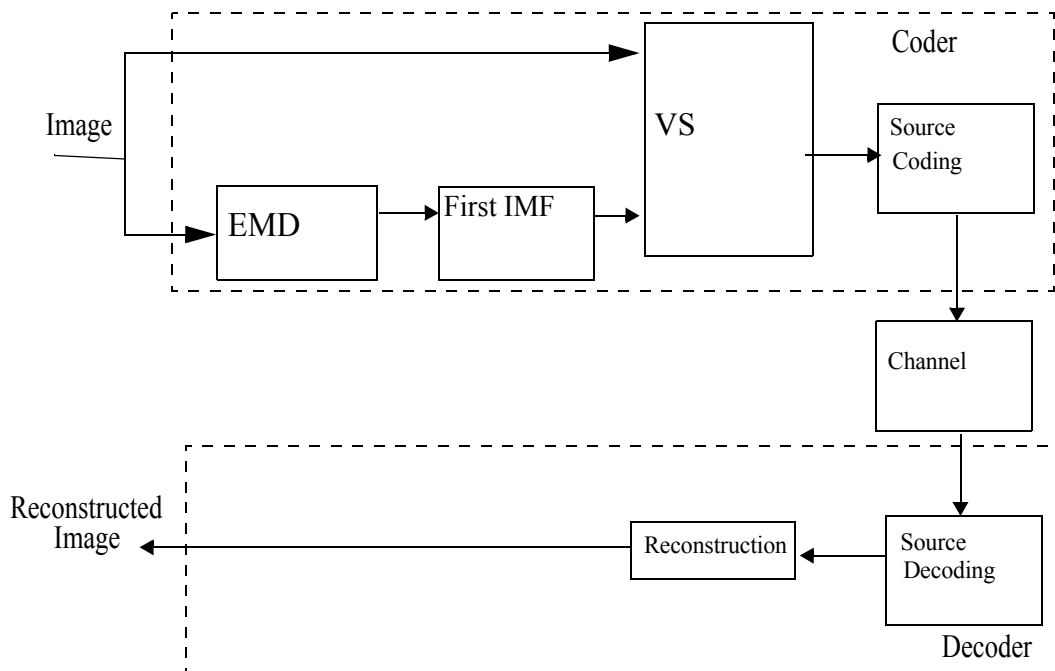 Coder
Image
VS
Source
Coding
EMD
First IMF
Channel
Reconstructed
Image
Reconstruction
Source
Decoding
Decoder